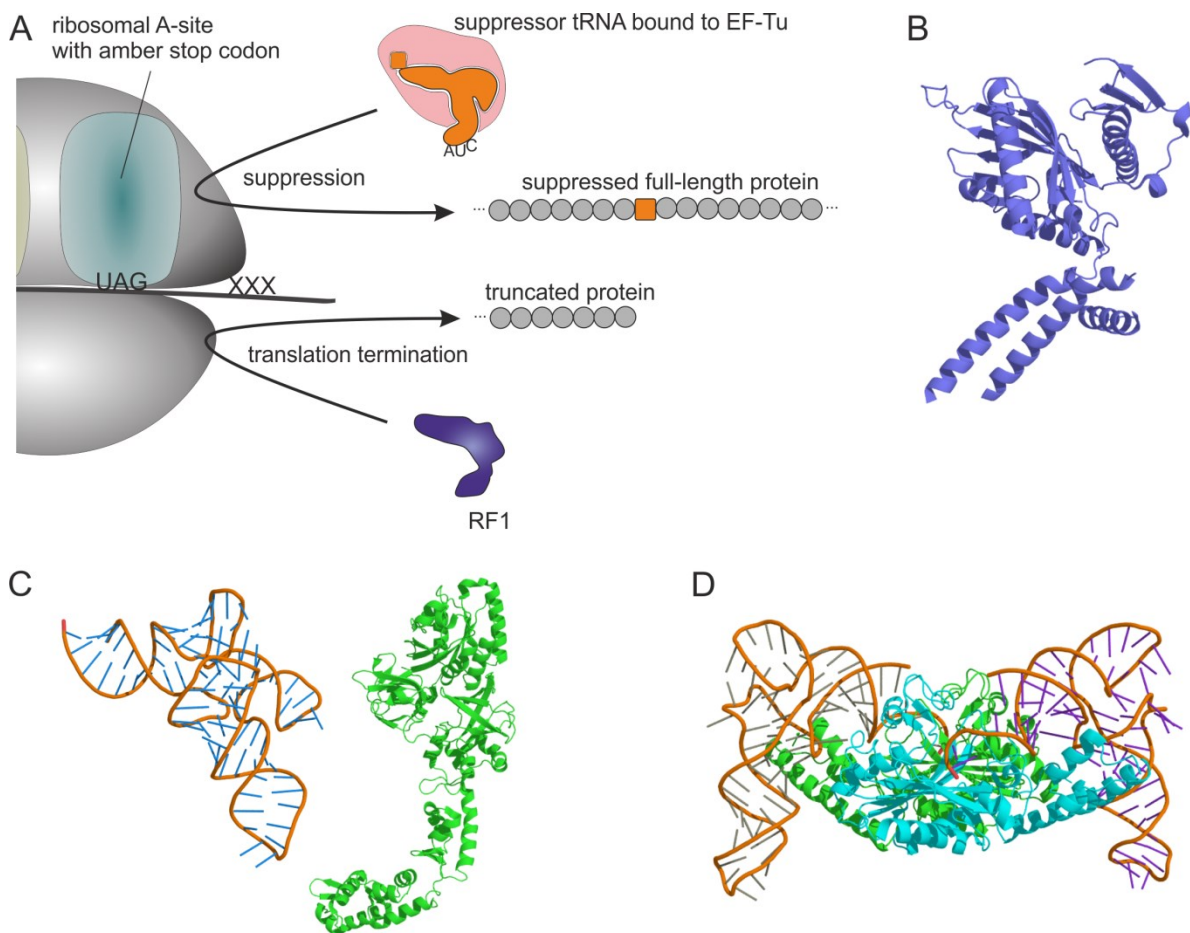 A
ribosomal A-site
with amber stop codon
suppressor tRNA bound to EF-Tu
B
AUC
suppression
suppressed full-length protein
... ...
UAG
XXX
truncated protein
...
translation termination
RF1
C
D